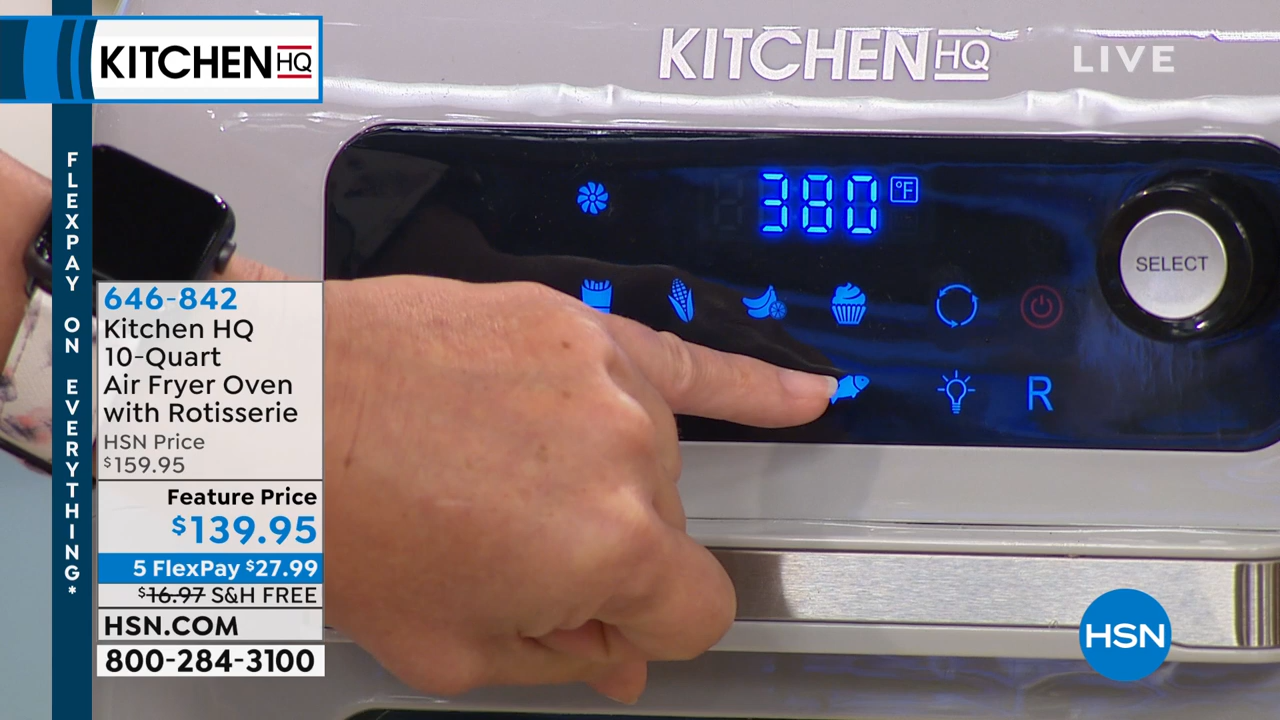 KITCHEN HQ
KITCHEN HQ
LIVE
FLEXPAY ON EVERYTHING*
380 °F
SELECT
R
646-842
Kitchen HQ
10-Quart
Air Fryer Oven
with Rotisserie
HSN Price
$159.95
Feature Price
$139.95
5 FlexPay $27.99
$16.97 S&H FREE
HSN.COM
800-284-3100
HSN